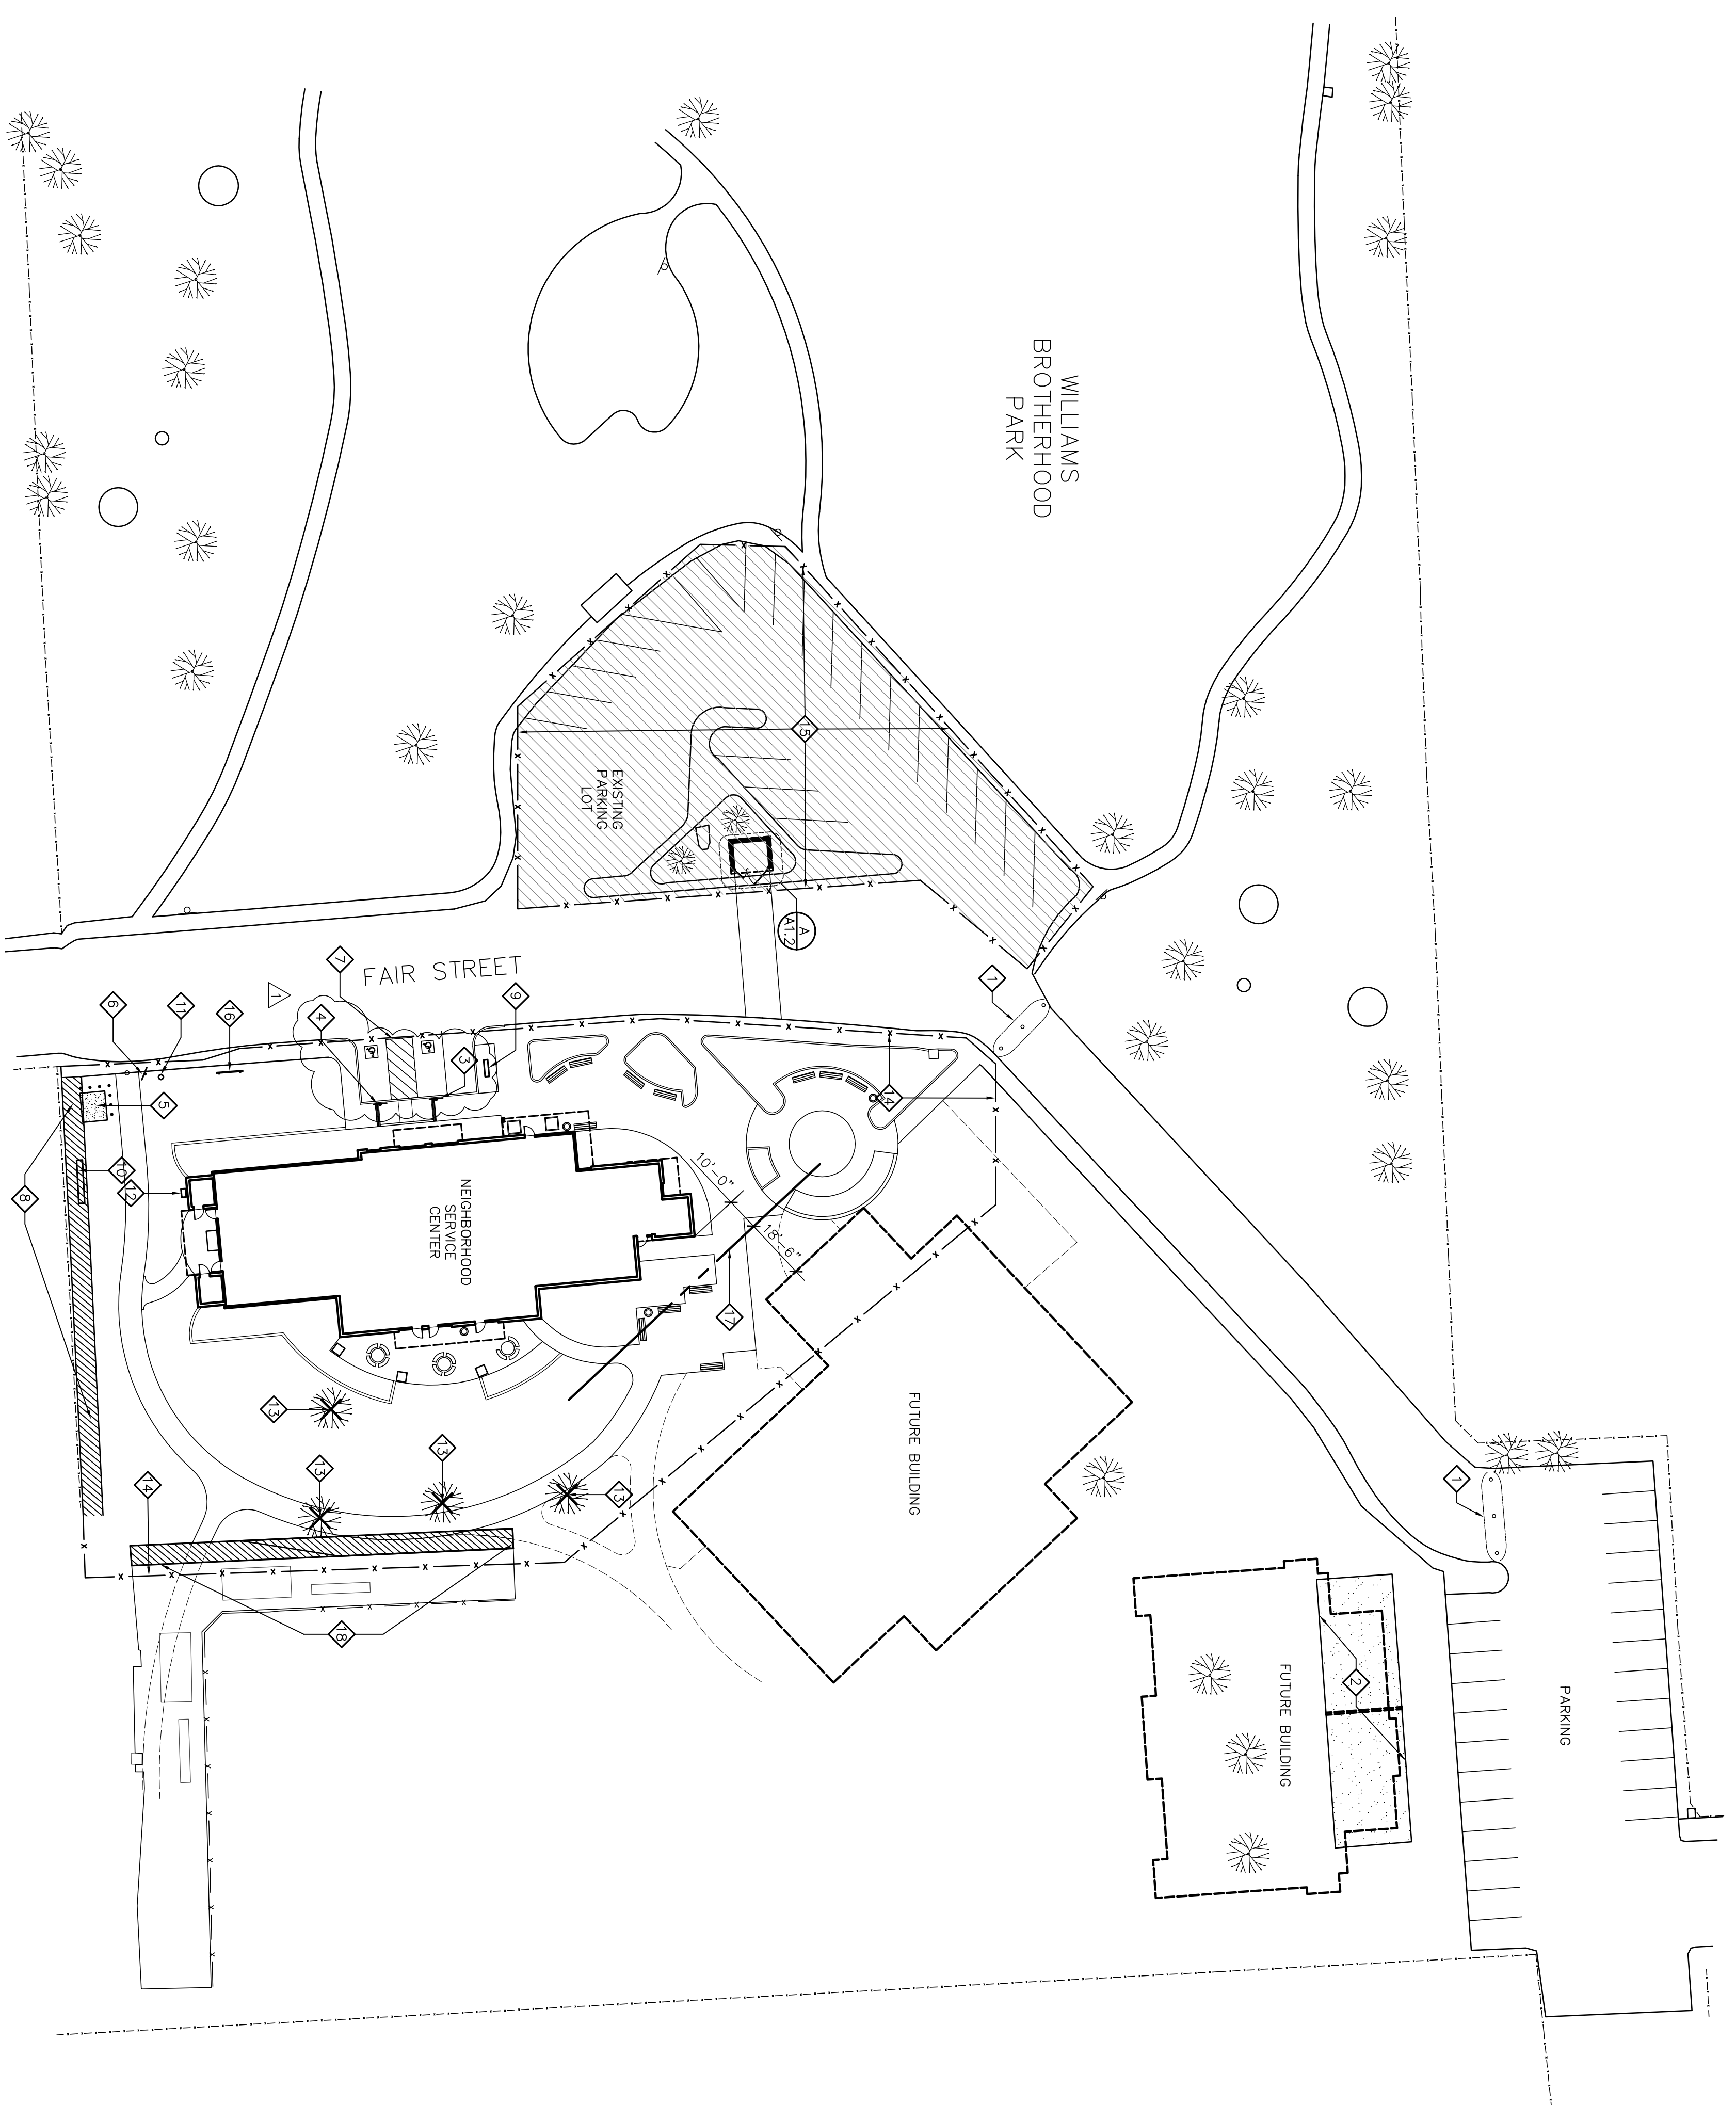 WILLIAMS
BROTHERHOOD
PARK
15
EXISTING
PARKING
LOT
A
A1.2
FAIR STREET
1
7
9
1
6
11
16
4
3
5
14
10
12
8
10'-0"
18'-6"
NEIGHBORHOOD
SERVICE
CENTER
17
13
13
13
13
14
18
FUTURE BUILDING
1
2
FUTURE BUILDING
PARKING